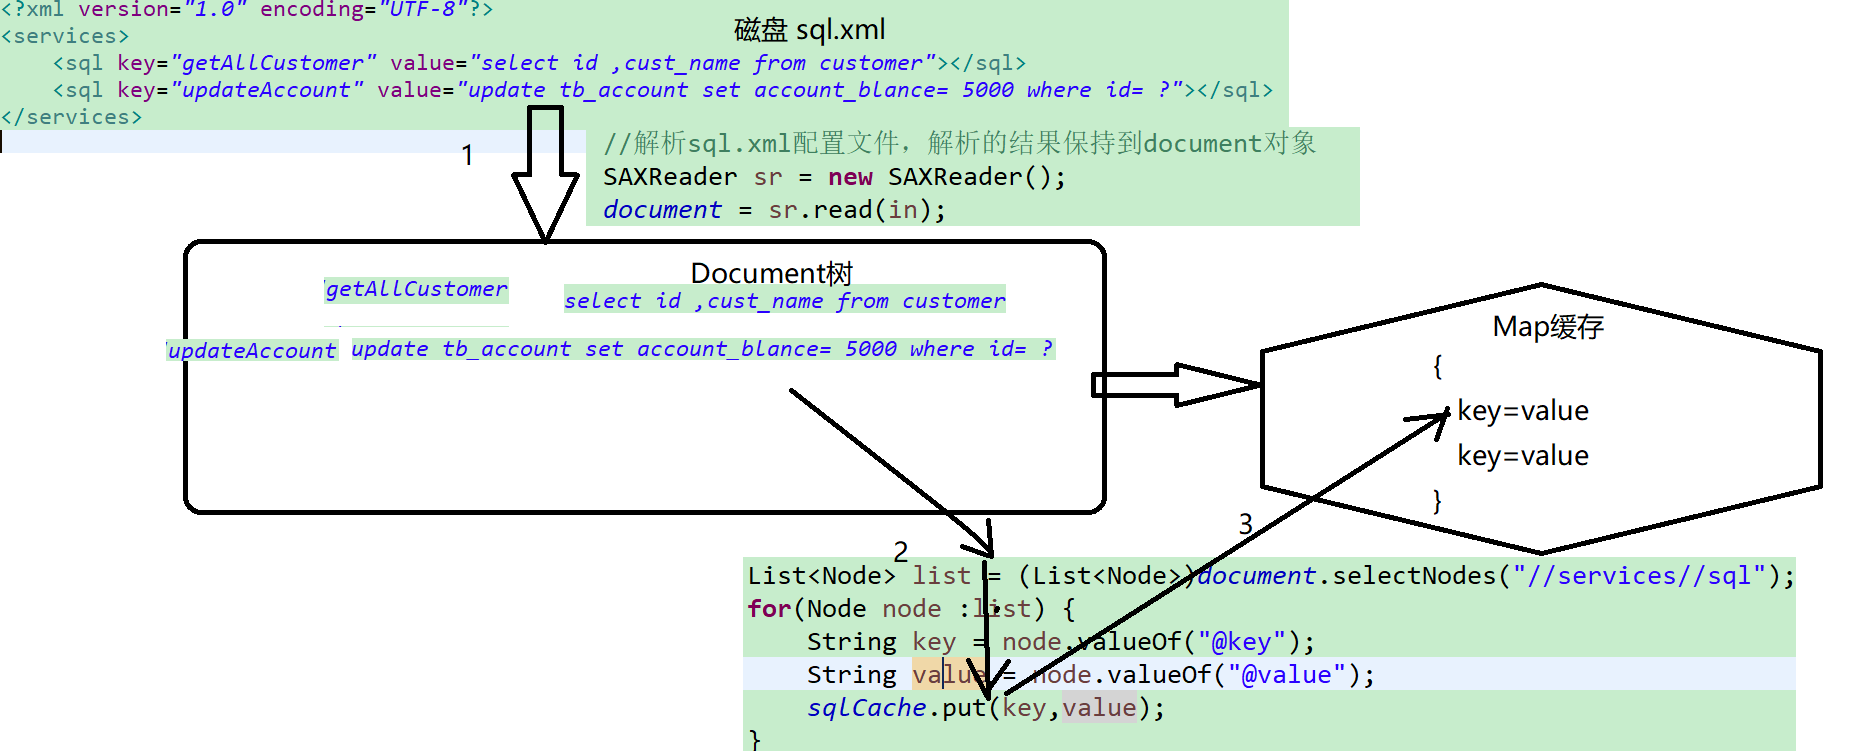 <?xml version="1.0" encoding="UTF-8"?>
<services>
磁盘 sql.xml
<sql key="getAllCustomer" value="select id ,cust_name from customer"></sql>
<sql key="updateAccount" value="update tb_account set account_blance= 5000 where id= ?"></sql>
</services>
1
//解析sql.xml配置文件，解析的结果保持到document对象
SAXReader sr = new SAXReader();
document = sr.read(in);
Document树
getAllCustomer
select id ,cust_name from customer
updateAccount
update tb_account set account_blance= 5000 where id= ?
Map缓存
{
key=value
key=value
}
2
3
List<Node> list = (List<Node>)document.selectNodes("//services//sql");
for(Node node :list) {
String key = node.valueOf("@key");
String value = node.valueOf("@value");
sqlCache.put(key,value);
}